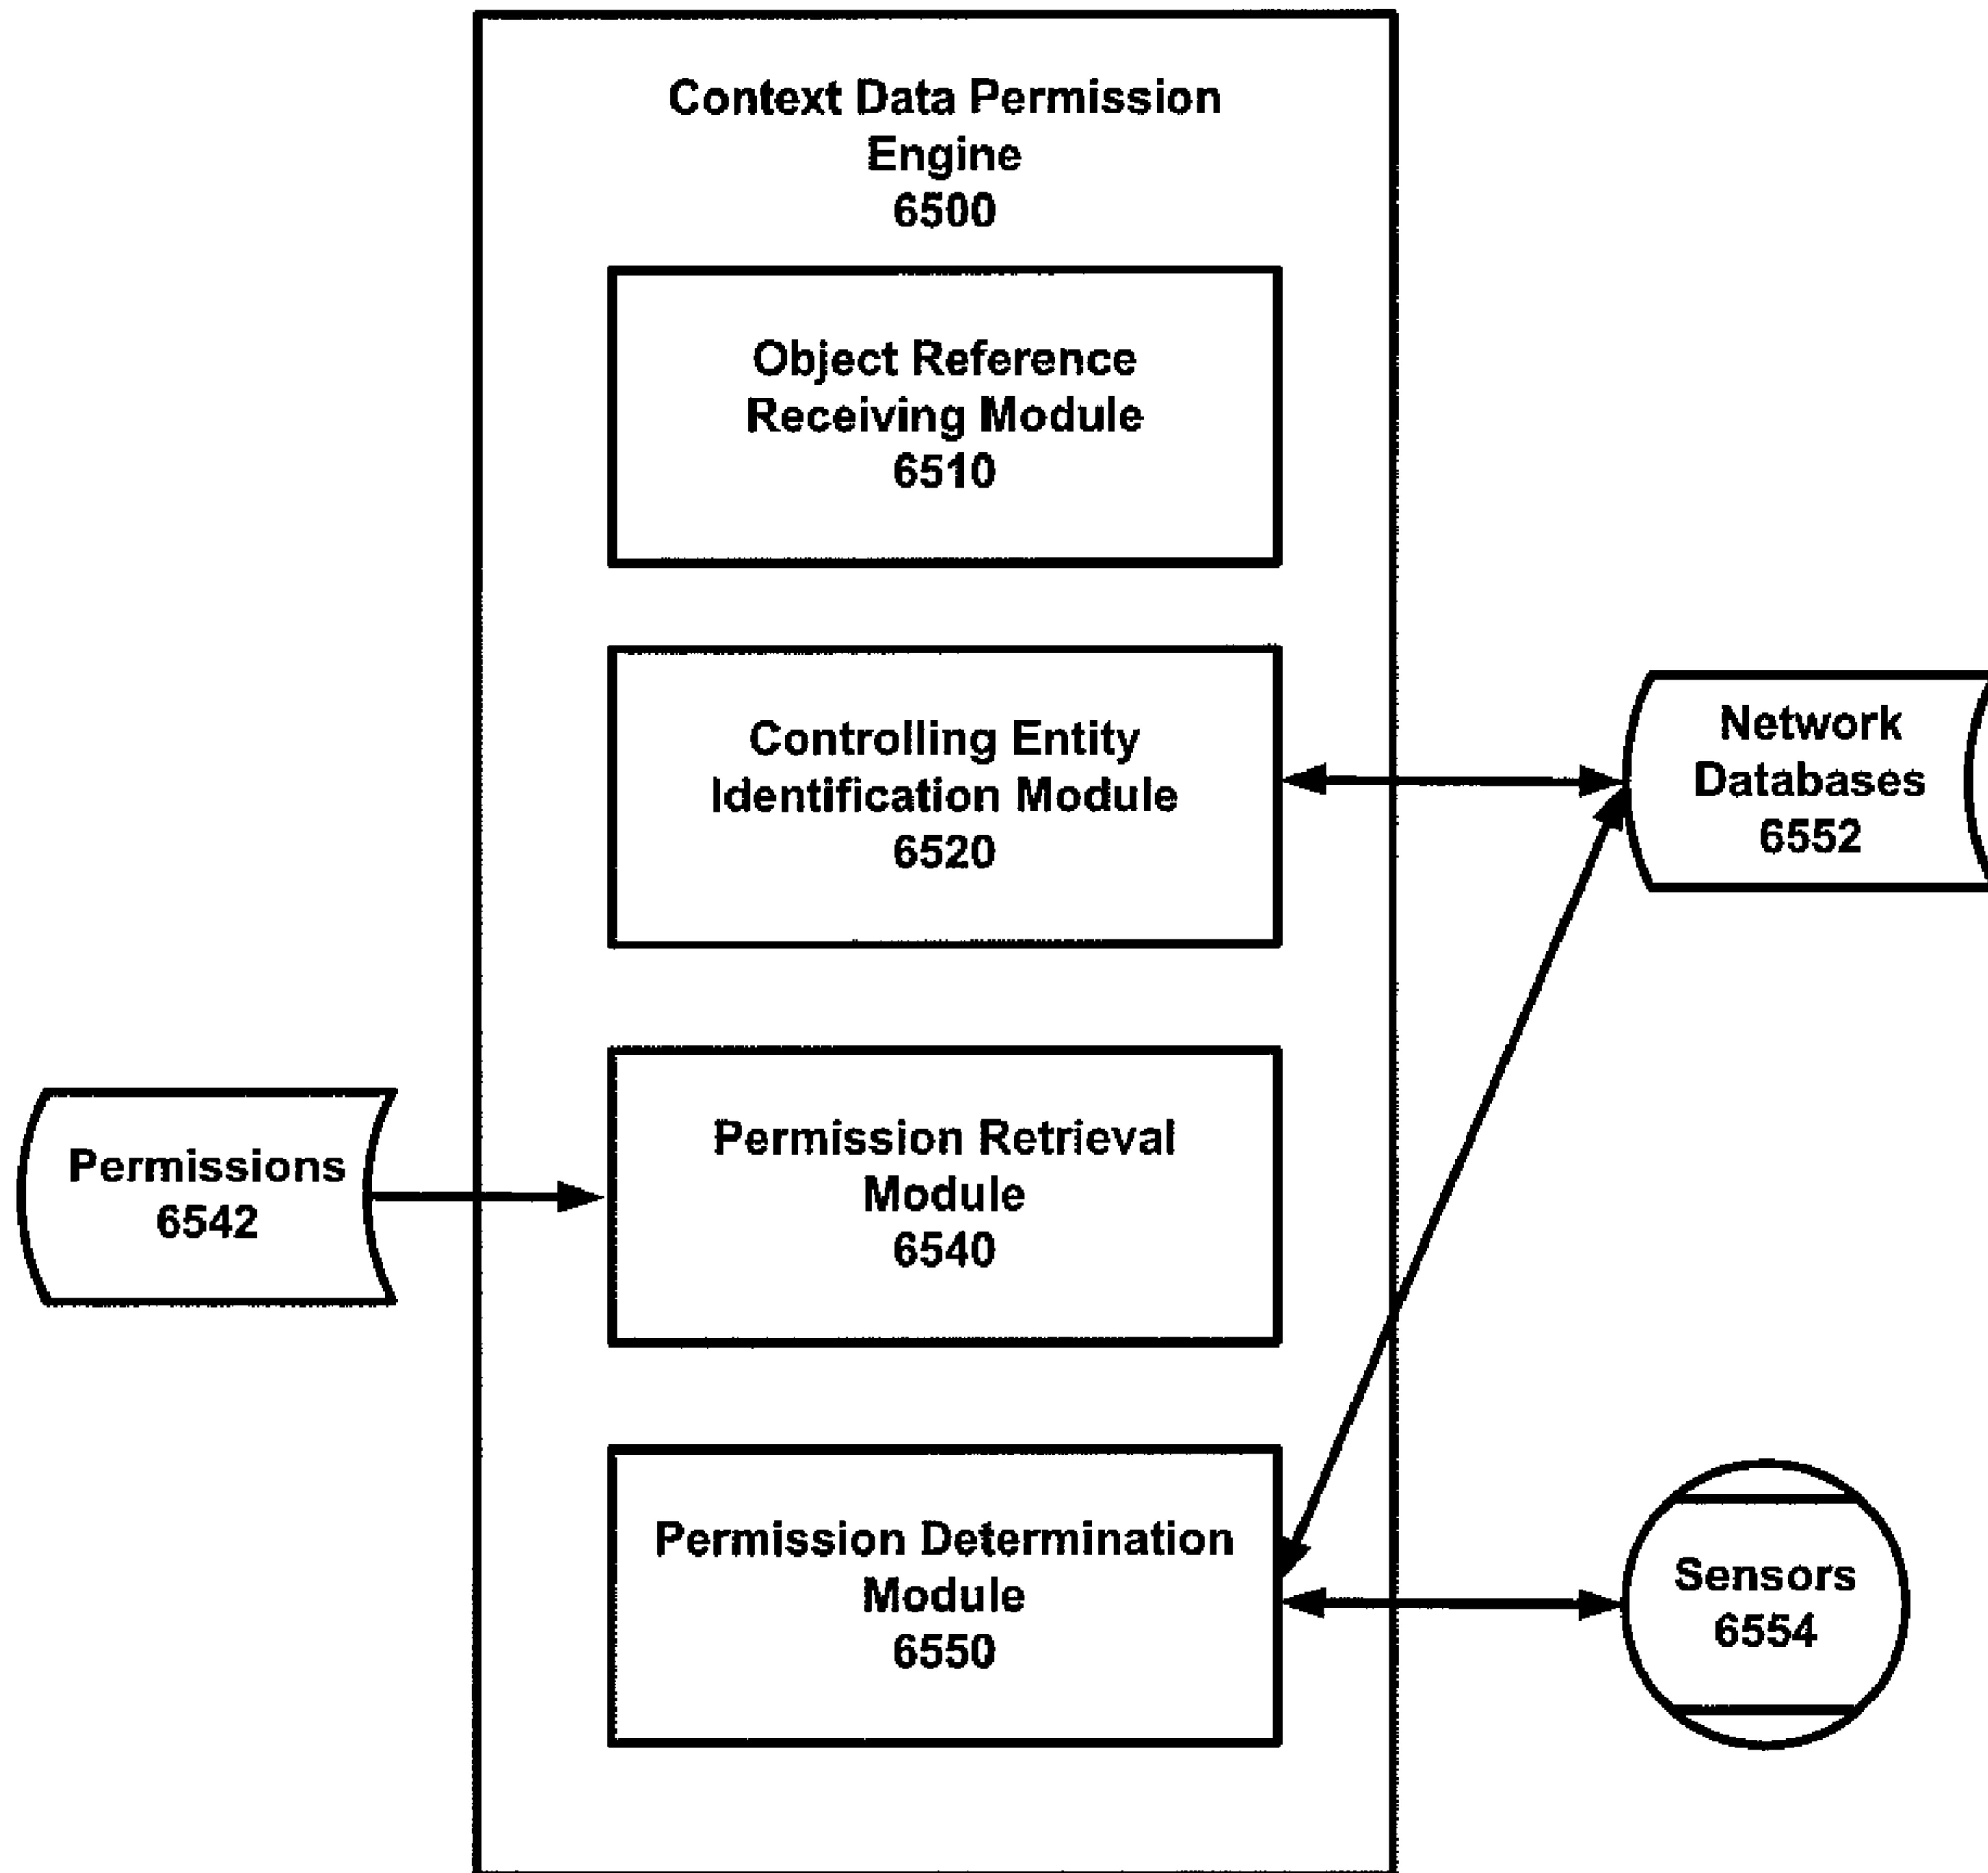 Context Data Permission
Engine
6500
Object Reference
Receiving Module
6510
Controlling Entity
Identification Module
6520
Network
Databases
6552
Permission Retrieval
Module
6540
Permissions
6542
Permission Determination
Module
6550
Sensors
6554